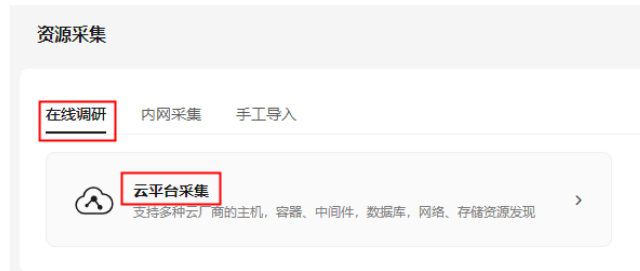 资源采集
在线调研 内网采集 手工导入
云平台采集
支持多种云厂商的主机，容器、中间件，数据库，网络、存储资源发现